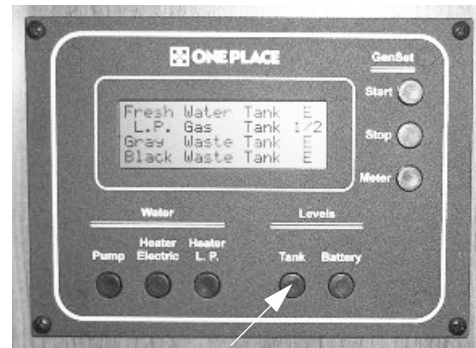 ONE PLACE
GenSet
Start
Fresh Water Tank E
L.P. Gas Tank 1/2
Gray Waste Tank E
Black Waste Tank E
Stop
Meter
Water
Levels
Pump
Heater Electric
Heater L. P.
Tank
Battery